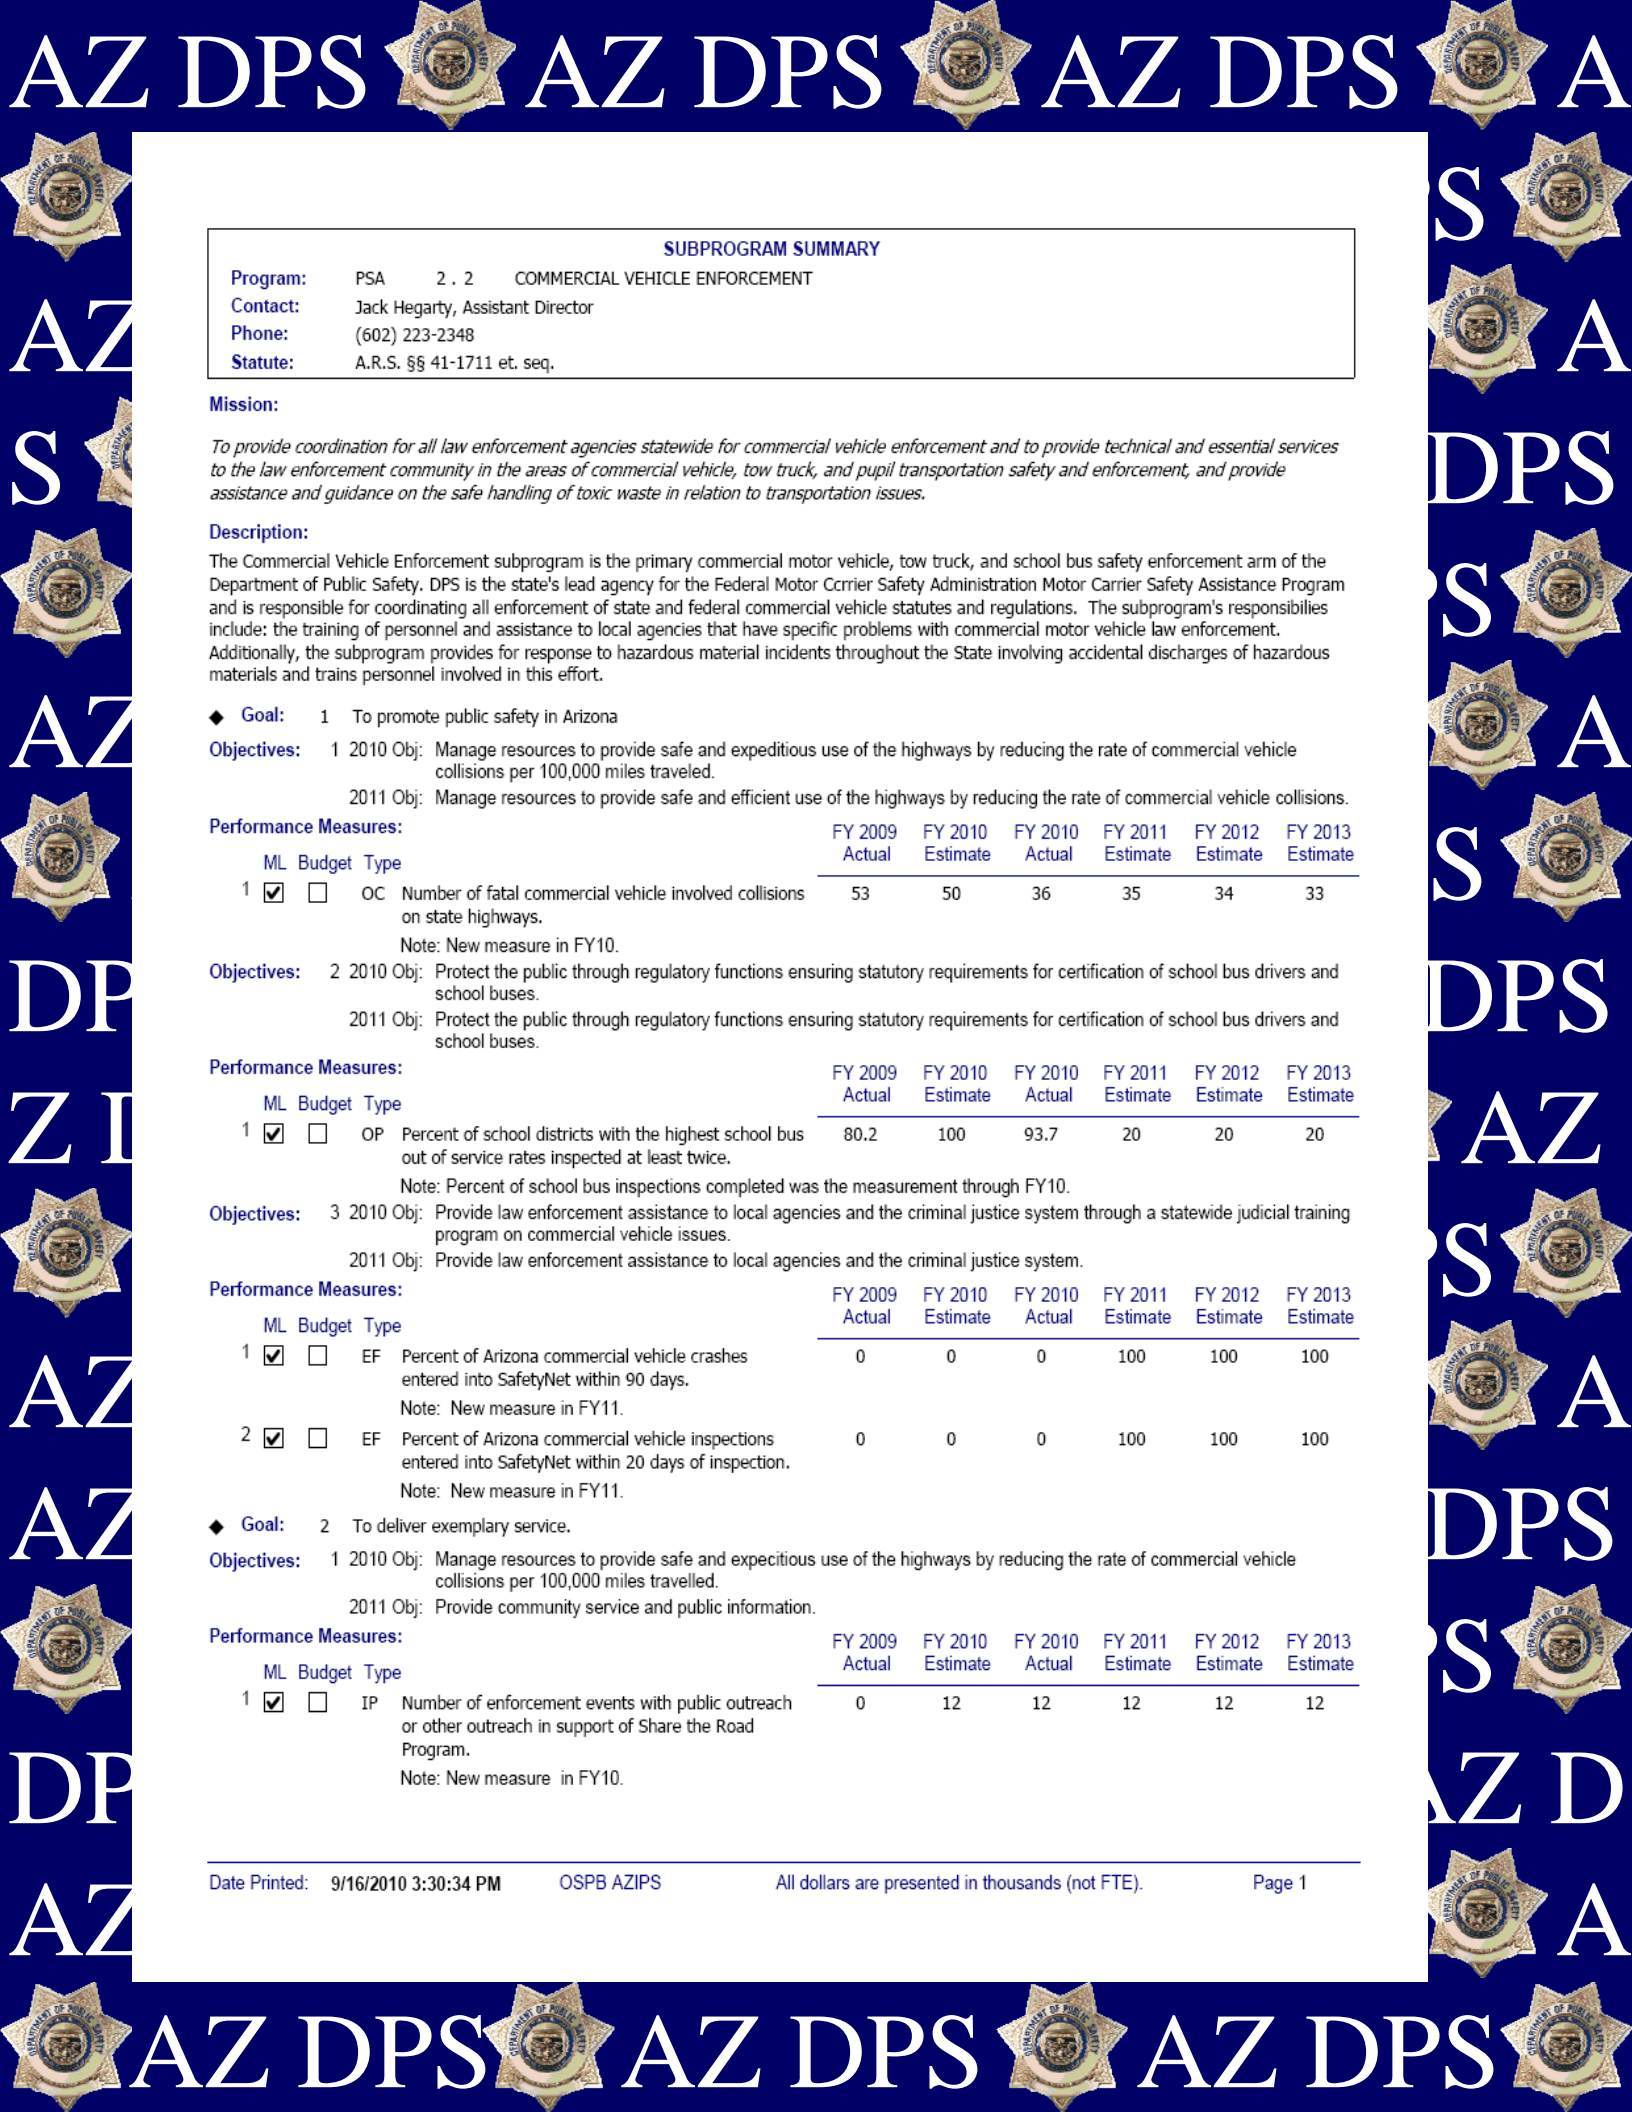 AZ DPS AZ DPS AZ DPS A
S
AZ A
S DPS
S
AZ A
S
DP DPS
Z D AZ
S
AZ A
AZ DPS
S
DP AZ D
AZ A
AZ DPS AZ DPS AZ DPS
SUBPROGRAM SUMMARY
Program: PSA 2 . 2 COMMERCIAL VEHICLE ENFORCEMENT
Contact: Jack Hegarty, Assistant Director
Phone: (602) 223-2348
Statute: A.R.S. §§ 41-1711 et. seq.
Mission:
To provide coordination for all law enforcement agencies statewide for commercial vehicle enforcement and to provide technical and essential services
to the law enforcement community in the areas of commercial vehicle, tow truck, and pupil transportation safety and enforcement, and provide
assistance and guidance on the safe handling of toxic waste in relation to transportation issues.
Description:
The Commercial Vehicle Enforcement subprogram is the primary commercial motor vehicle, tow truck, and school bus safety enforcement arm of the
Department of Public Safety. DPS is the state's lead agency for the Federal Motor Ccrrier Safety Administration Motor Carrier Safety Assistance Program
and is responsible for coordinating all enforcement of state and federal commercial vehicle statutes and regulations. The subprogram's responsibilies
include: the training of personnel and assistance to local agencies that have specific problems with commercial motor vehicle law enforcement.
Additionally, the subprogram provides for response to hazardous material incidents throughout the State involving accidental discharges of hazardous
materials and trains personnel involved in this effort.
◆ Goal: 1 To promote public safety in Arizona
Objectives: 1 2010 Obj: Manage resources to provide safe and expeditious use of the highways by reducing the rate of commercial vehicle
collisions per 100,000 miles traveled.
2011 Obj: Manage resources to provide safe and efficient use of the highways by reducing the rate of commercial vehicle collisions.
Performance Measures: FY 2009 FY 2010 FY 2010 FY 2011 FY 2012 FY 2013
Actual Estimate Actual Estimate Estimate Estimate
ML Budget Type
1 OC Number of fatal commercial vehicle involved collisions 53 50 36 35 34 33
on state highways.
Note: New measure in FY10.
Objectives: 2 2010 Obj: Protect the public through regulatory functions ensuring statutory requirements for certification of school bus drivers and
school buses.
2011 Obj: Protect the public through regulatory functions ensuring statutory requirements for certification of school bus drivers and
school buses.
Performance Measures: FY 2009 FY 2010 FY 2010 FY 2011 FY 2012 FY 2013
Actual Estimate Actual Estimate Estimate Estimate
ML Budget Type
1 OP Percent of school districts with the highest school bus 80.2 100 93.7 20 20 20
out of service rates inspected at least twice.
Note: Percent of school bus inspections completed was the measurement through FY10.
Objectives: 3 2010 Obj: Provide law enforcement assistance to local agencies and the criminal justice system through a statewide judicial training
program on commercial vehicle issues.
2011 Obj: Provide law enforcement assistance to local agencies and the criminal justice system.
Performance Measures: FY 2009 FY 2010 FY 2010 FY 2011 FY 2012 FY 2013
Actual Estimate Actual Estimate Estimate Estimate
ML Budget Type
1 EF Percent of Arizona commercial vehicle crashes 0 0 0 100 100 100
entered into SafetyNet within 90 days.
Note: New measure in FY11.
2 EF Percent of Arizona commercial vehicle inspections 0 0 0 100 100 100
entered into SafetyNet within 20 days of inspection.
Note: New measure in FY11.
◆ Goal: 2 To deliver exemplary service.
Objectives: 1 2010 Obj: Manage resources to provide safe and expecitious use of the highways by reducing the rate of commercial vehicle
collisions per 100,000 miles travelled.
2011 Obj: Provide community service and public information.
Performance Measures: FY 2009 FY 2010 FY 2010 FY 2011 FY 2012 FY 2013
Actual Estimate Actual Estimate Estimate Estimate
ML Budget Type
1 IP Number of enforcement events with public outreach 0 12 12 12 12 12
or other outreach in support of Share the Road
Program.
Note: New measure in FY10.
Date Printed: 9/16/2010 3:30:34 PM OSPB AZIPS All dollars are presented in thousands (not FTE). Page 1